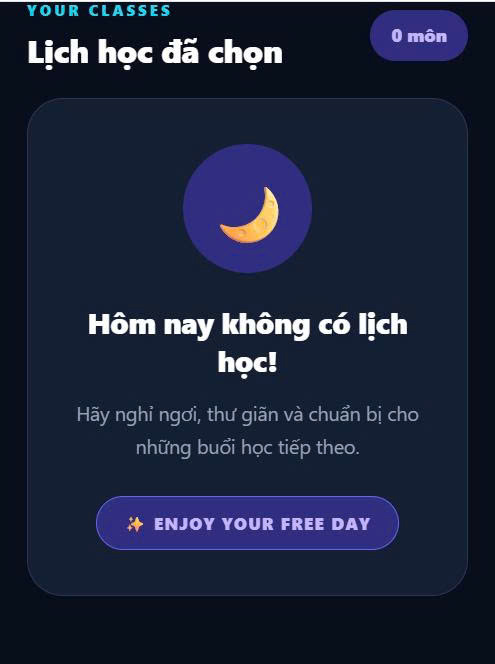 YOUR CLASSES
Lịch học đã chọn
0 môn
Hôm nay không có lịch
học!
Hãy nghỉ ngơi, thư giãn và chuẩn bị cho
những buổi học tiếp theo.
✨ ENJOY YOUR FREE DAY